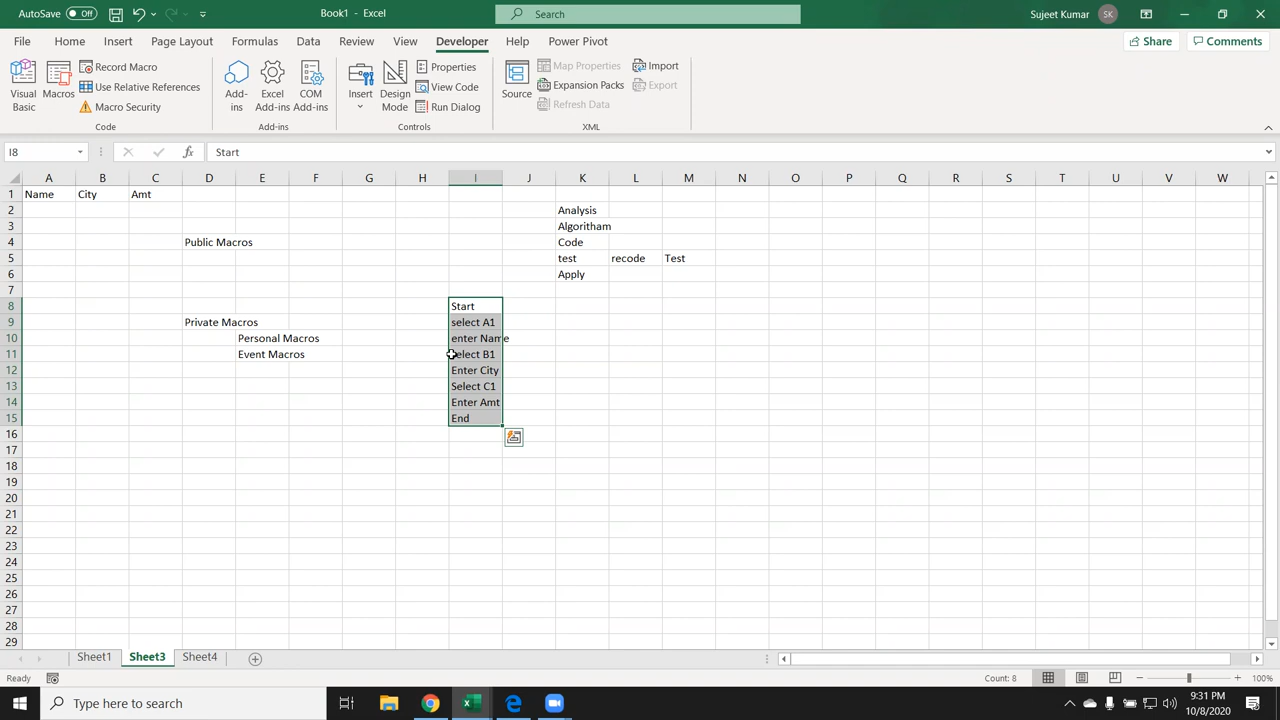 AutoSave Off Book1 - Excel Search Sujeet Kumar SK
File Home Insert Page Layout Formulas Data Review View Developer Help Power Pivot Share Comments
Visual Basic
Macros
Record Macro
Use Relative References
Macro Security
Code
Add-ins
Excel Add-ins
COM Add-ins
Add-ins
Insert
Design Mode
Properties
View Code
Run Dialog
Controls
Source
Map Properties
Expansion Packs
Refresh Data
Import
Export
XML
I8 fx Start
A B C D E F G H I J K L M N O P Q R S T U V W
1 Name City Amt
2 Analysis
3 Algoritham
4 Public Macros Code
5 test recode Test
6 Apply
7
8 Start
9 Private Macros select A1
10 Personal Macros enter Name
11 Event Macros select B1
12 Enter City
13 Select C1
14 Enter Amt
15 End
16
17
18
19
20
21
22
23
24
25
26
27
28
29
Sheet1 Sheet3 Sheet4
Ready Count: 8 100%
Type here to search 9:31 PM
10/8/2020